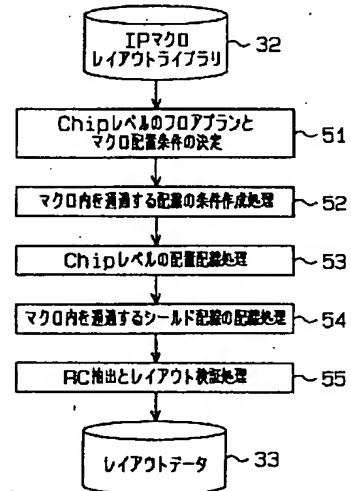 IPマクロ
レイアウトライブラリ
32
Chipレベルのフロアプランと
マクロ配置条件の決定
51
マクロ内を通過する配線の条件作成処理
52
Chipレベルの配置配線処理
53
マクロ内を通過するシールド配線の配線処理
54
RC抽出とレイアウト検証処理
55
レイアウトデータ
33